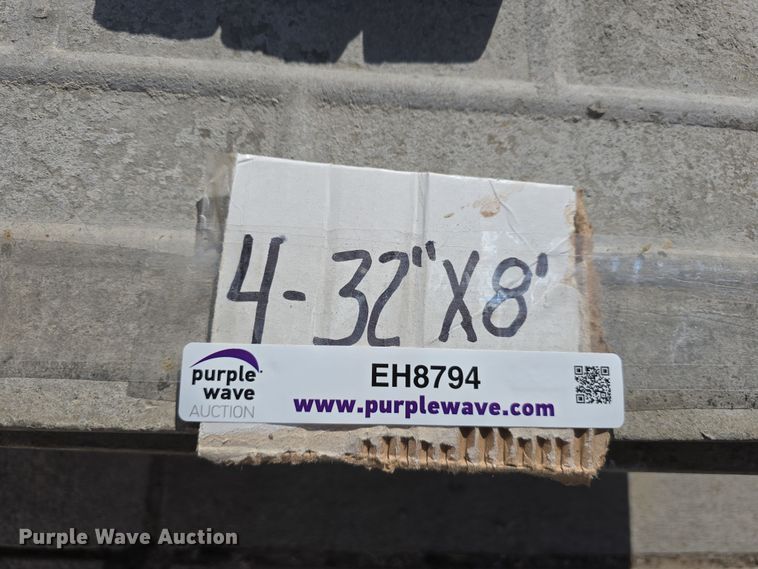 4-32"X8'
purple
wave
AUCTION
EH8794
www.purplewave.com
Purple Wave Auction